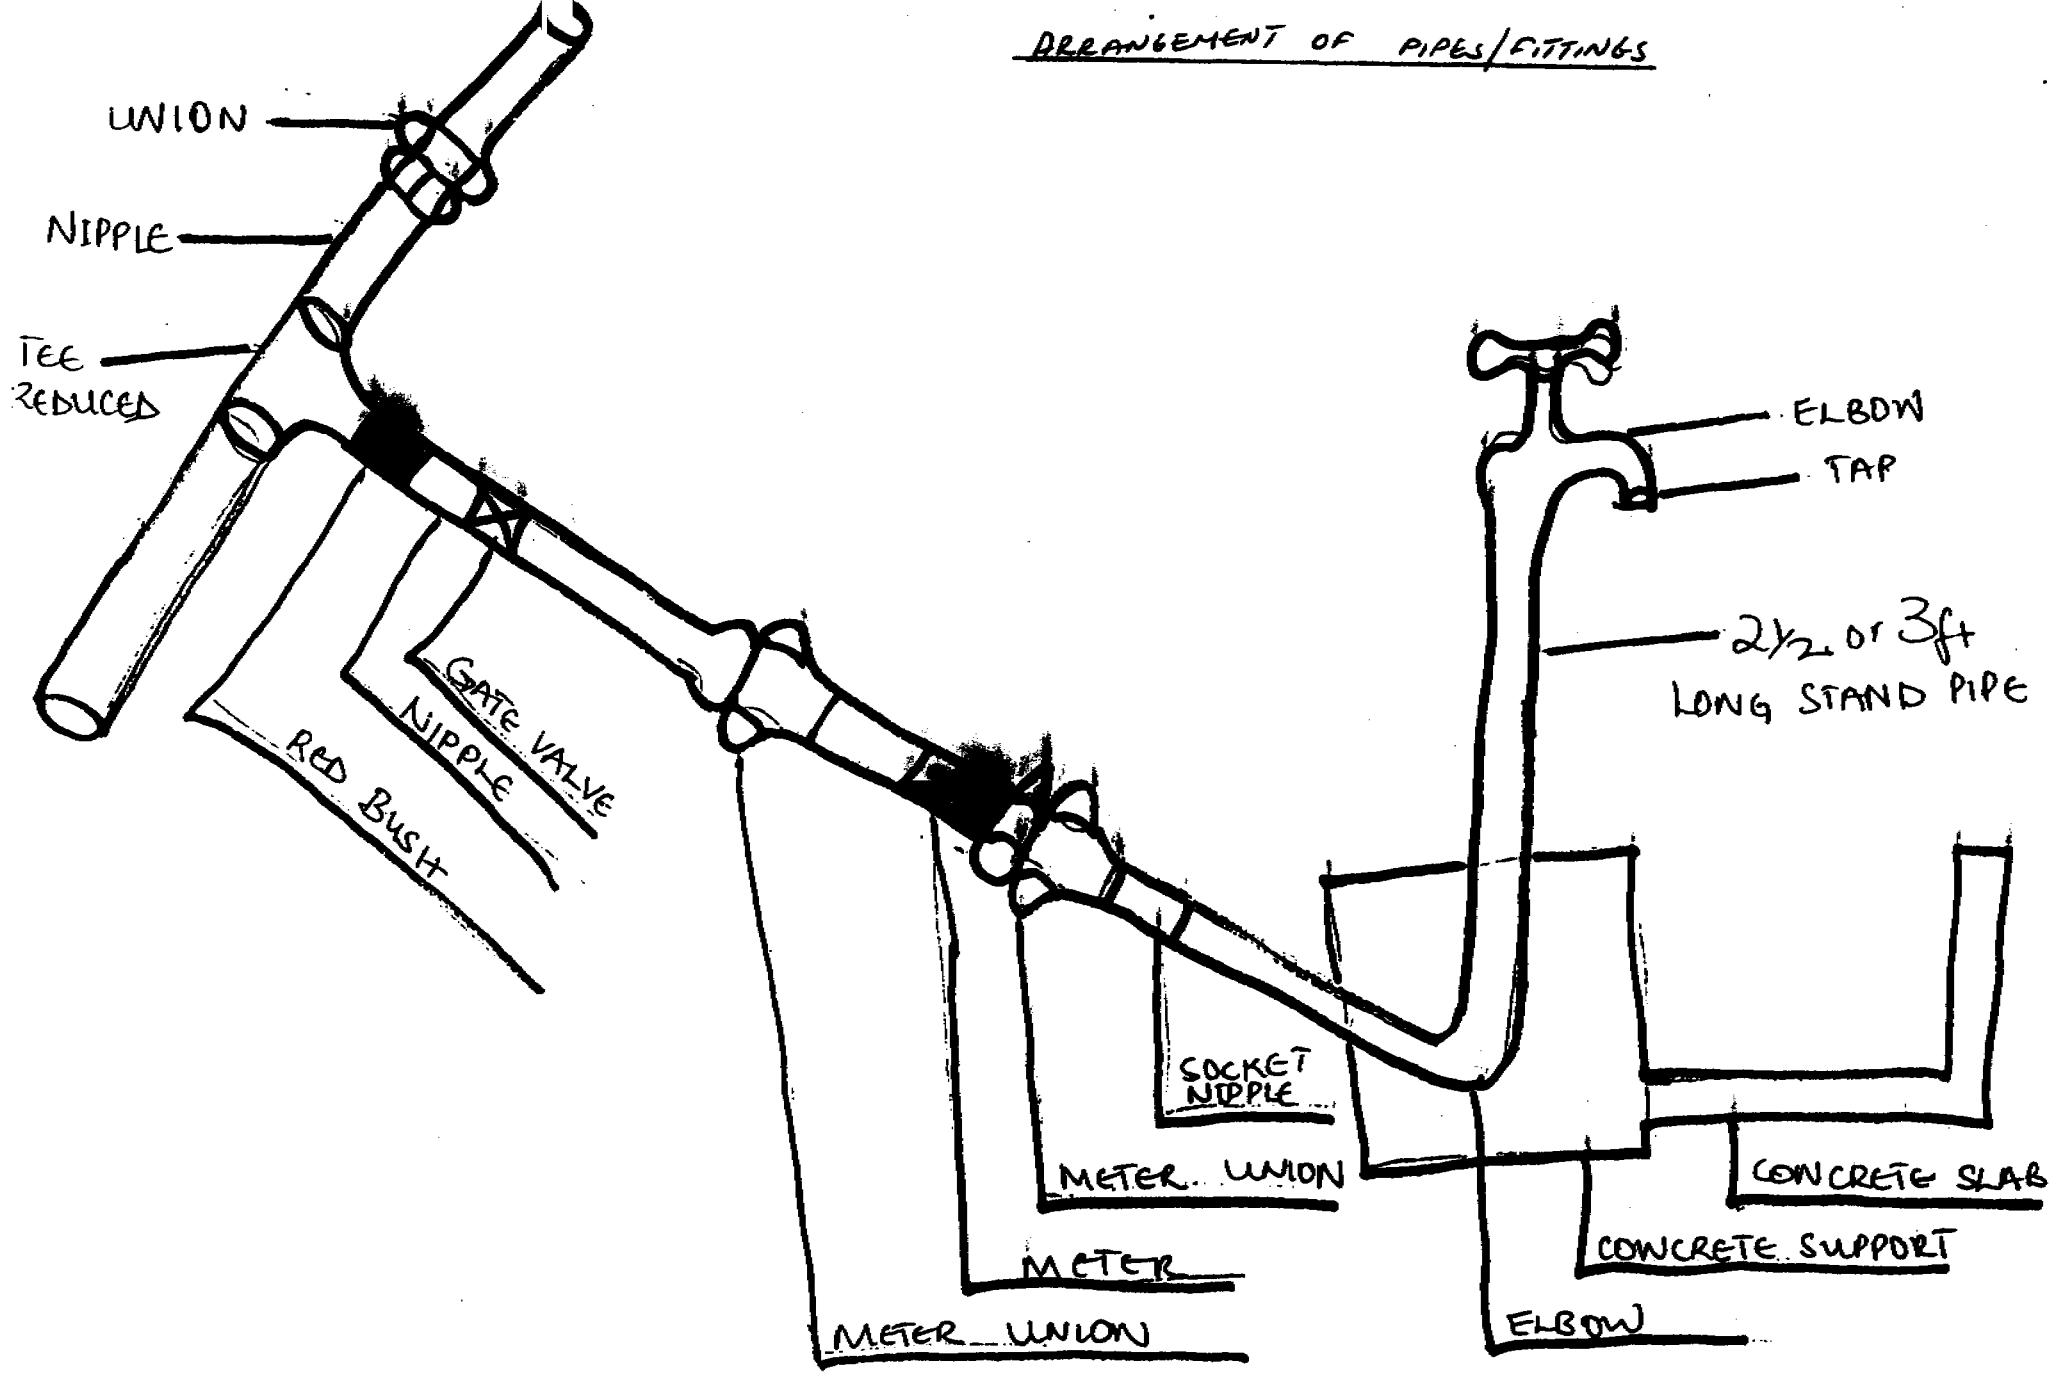 ARRANGEMENT OF PIPES/FITTINGS
UNION
NIPPLE
TEE
REDUCED
ELBOW
TAP
2½ or 3ft
LONG STAND PIPE
GATE VALVE
NIPPLE
RED BUSH
SOCKET
NIPPLE
METER UNION
METER
METER UNION
CONCRETE SLAB
CONCRETE SUPPORT
ELBOW